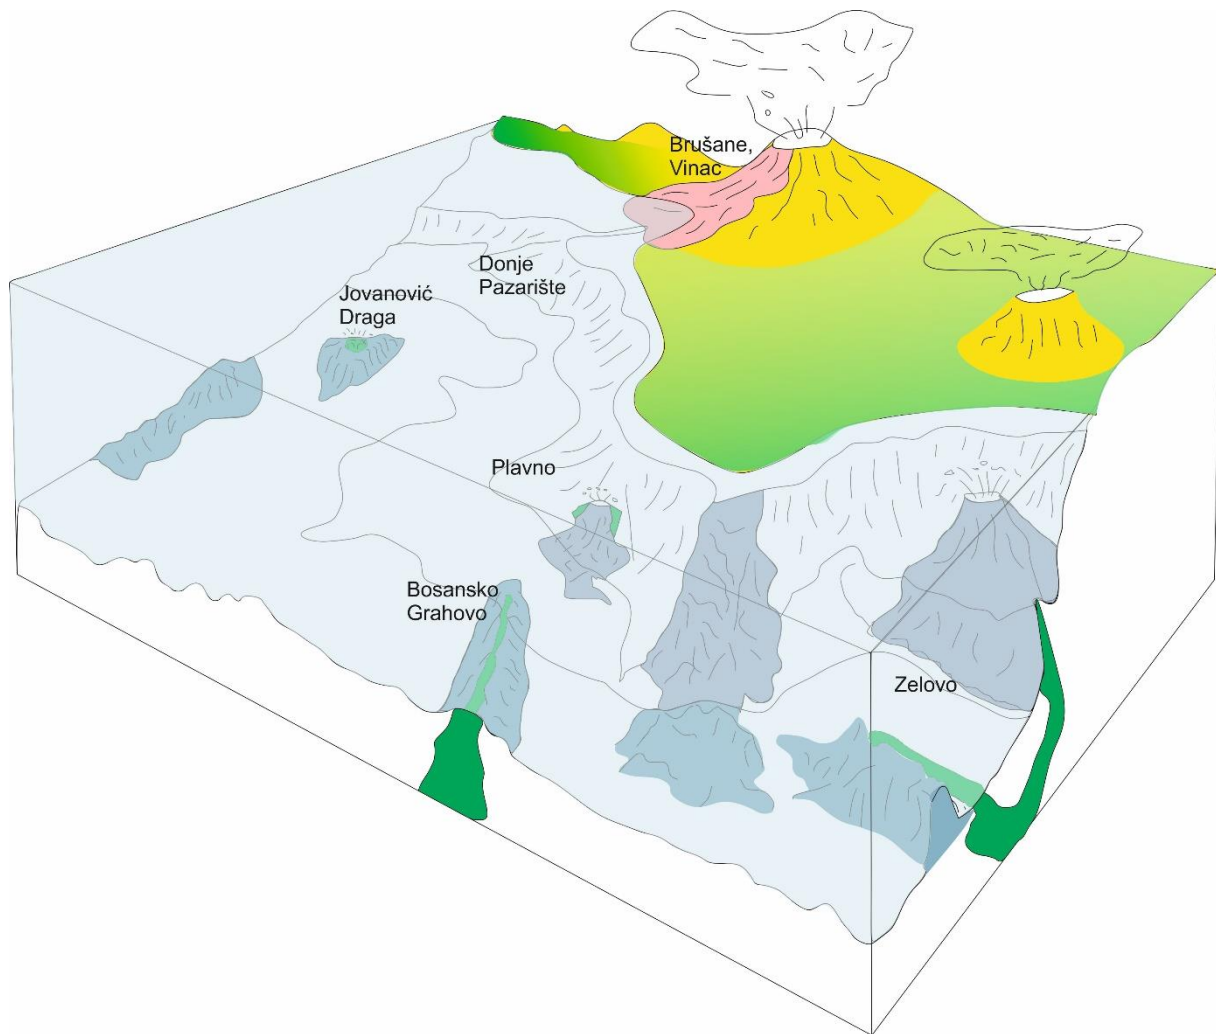 Brušane,
Vinac
Donje
Pazarište
Jovanović
Draga
Plavno
Bosansko
Grahovo
Zelovo